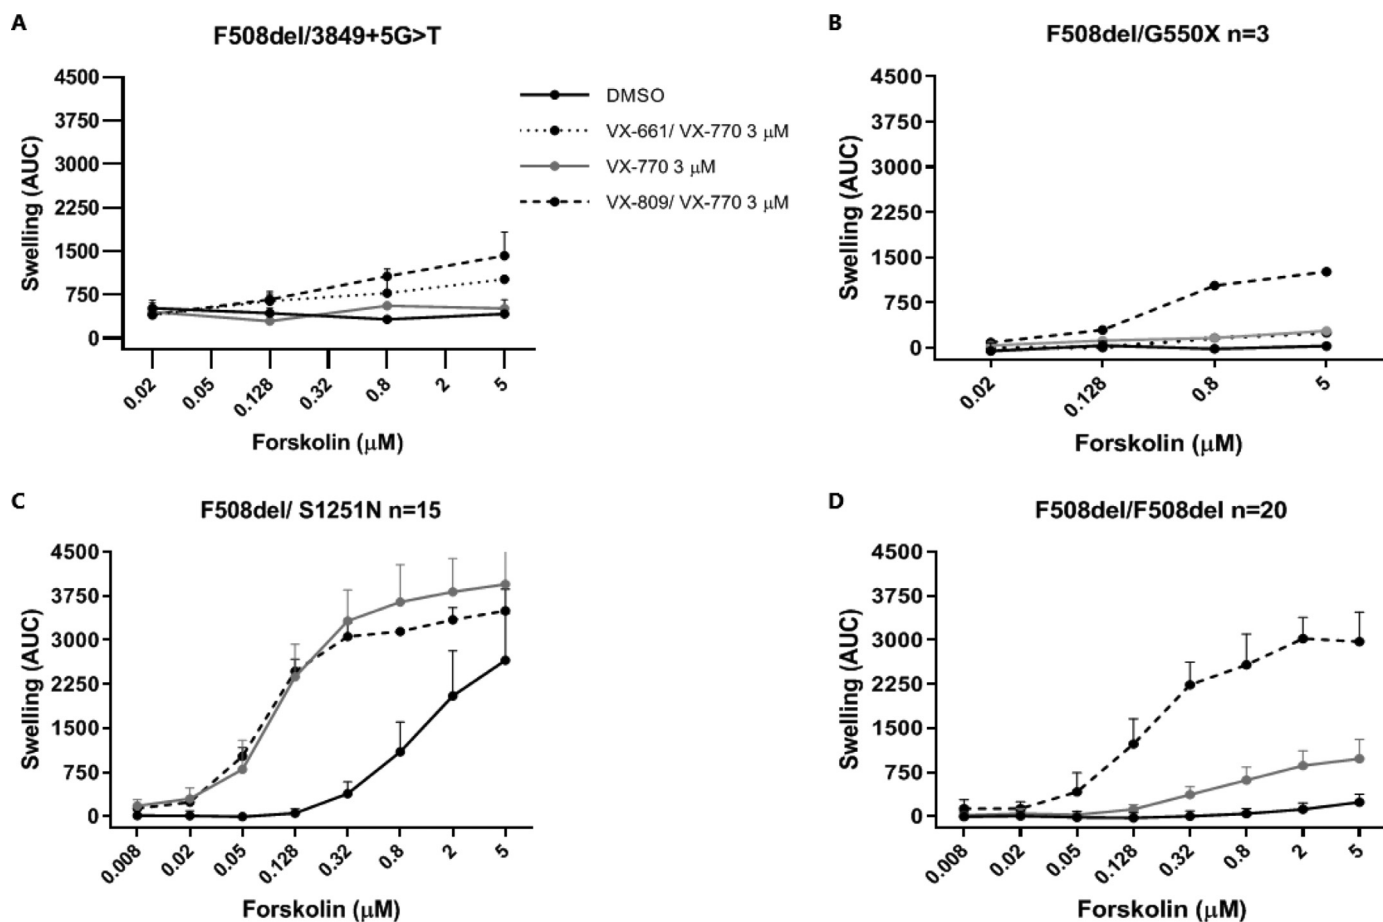 A
F508del/3849+5G>T
4500
3750
3000
2250
1500
750
0
Swelling (AUC)
0.02
0.05
0.128
0.32
0.8
2
5
Forskolin (μM)
DMSO
VX-661/ VX-770 3 μM
VX-770 3 μM
VX-809/ VX-770 3 μM
B
F508del/G550X n=3
4500
3750
3000
2250
1500
750
0
Swelling (AUC)
0.02
0.128
0.8
5
Forskolin (μM)
C
F508del/ S1251N n=15
4500
3750
3000
2250
1500
750
0
Swelling (AUC)
0.008
0.02
0.05
0.128
0.32
0.8
2
5
Forskolin (μM)
D
F508del/F508del n=20
4500
3750
3000
2250
1500
750
0
Swelling (AUC)
0.008
0.02
0.05
0.128
0.32
0.8
2
5
Forskolin (μM)